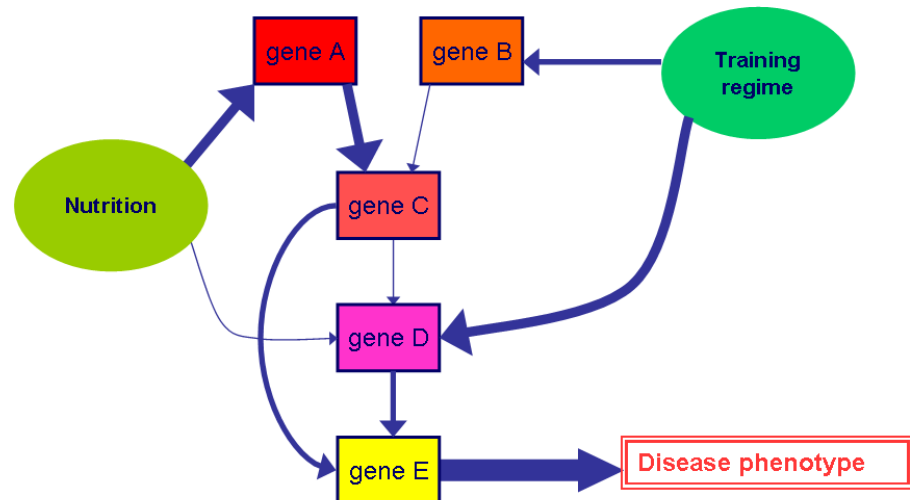 gene A
gene B
Training
regime
Nutrition
gene C
gene D
gene E
Disease phenotype